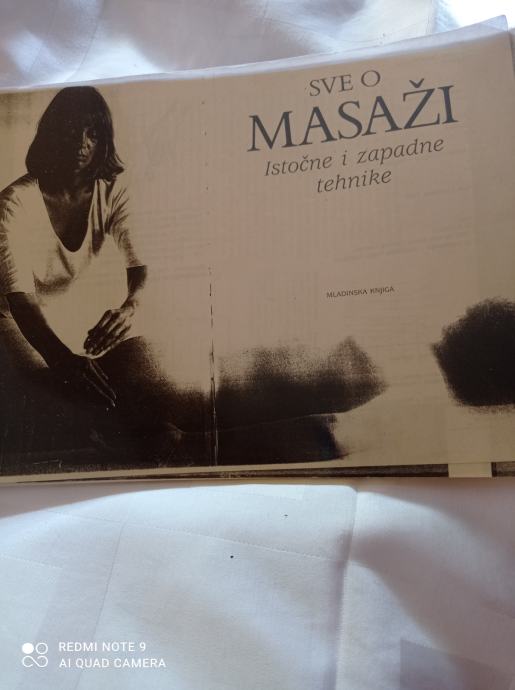 SVE O
MASAŽI
Istočne i zapadne
tehnike
MLADINSKA KNJIGA
REDMI NOTE 9
AI QUAD CAMERA